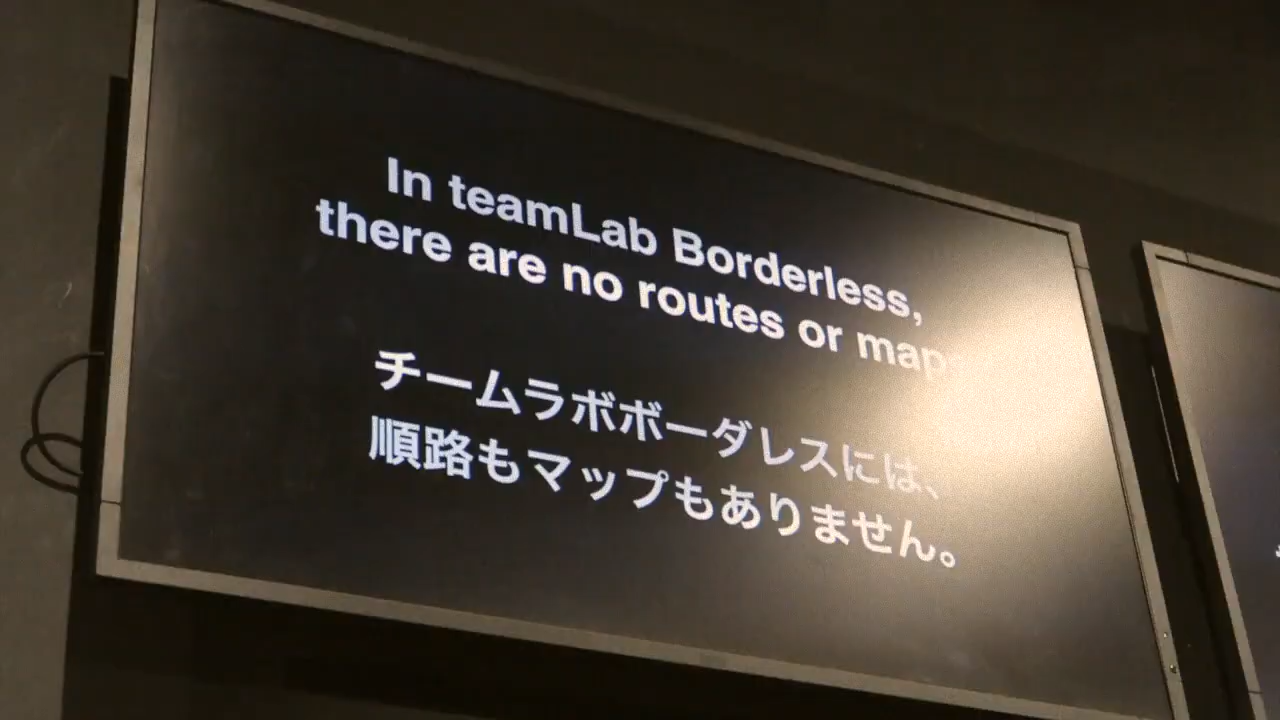 In teamLab Borderless,
there are no routes or map
チームラボボーダレスには、
順路もマップもありません。